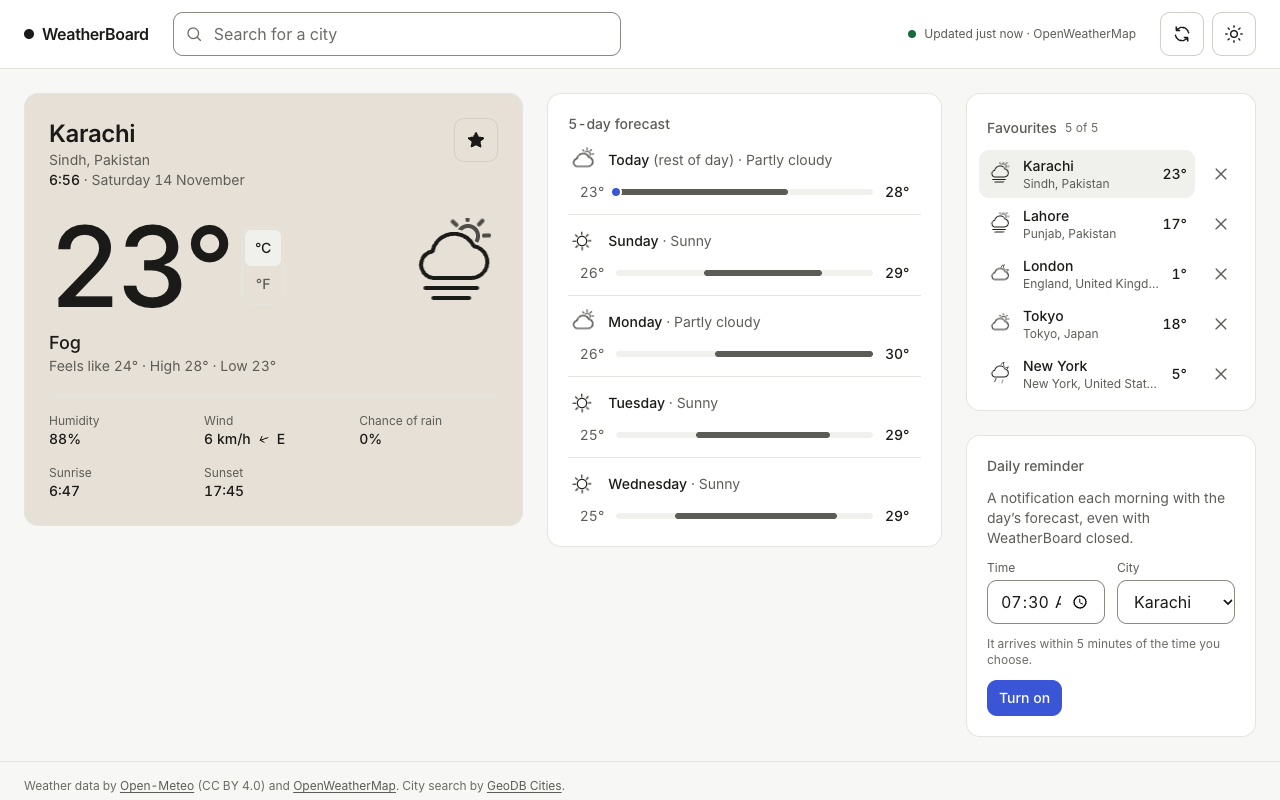 WeatherBoard
Search for a city
Updated just now · OpenWeatherMap
Karachi
Sindh, Pakistan
6:56 · Saturday 14 November
23°
°C
°F
Fog
Feels like 24° · High 28° · Low 23°
Humidity
88%
Wind
6 km/h ← E
Chance of rain
0%
Sunrise
6:47
Sunset
17:45
5-day forecast
Today (rest of day) · Partly cloudy
23° 28°
Sunday · Sunny
26° 29°
Monday · Partly cloudy
26° 30°
Tuesday · Sunny
25° 29°
Wednesday · Sunny
25° 29°
Favourites 5 of 5
Karachi
Sindh, Pakistan
23°
Lahore
Punjab, Pakistan
17°
London
England, United Kingd…
1°
Tokyo
Tokyo, Japan
18°
New York
New York, United Stat…
5°
Daily reminder
A notification each morning with the
day’s forecast, even with
WeatherBoard closed.
Time
07:30
City
Karachi
It arrives within 5 minutes of the time you
choose.
Turn on
Weather data by Open-Meteo (CC BY 4.0) and OpenWeatherMap. City search by GeoDB Cities.